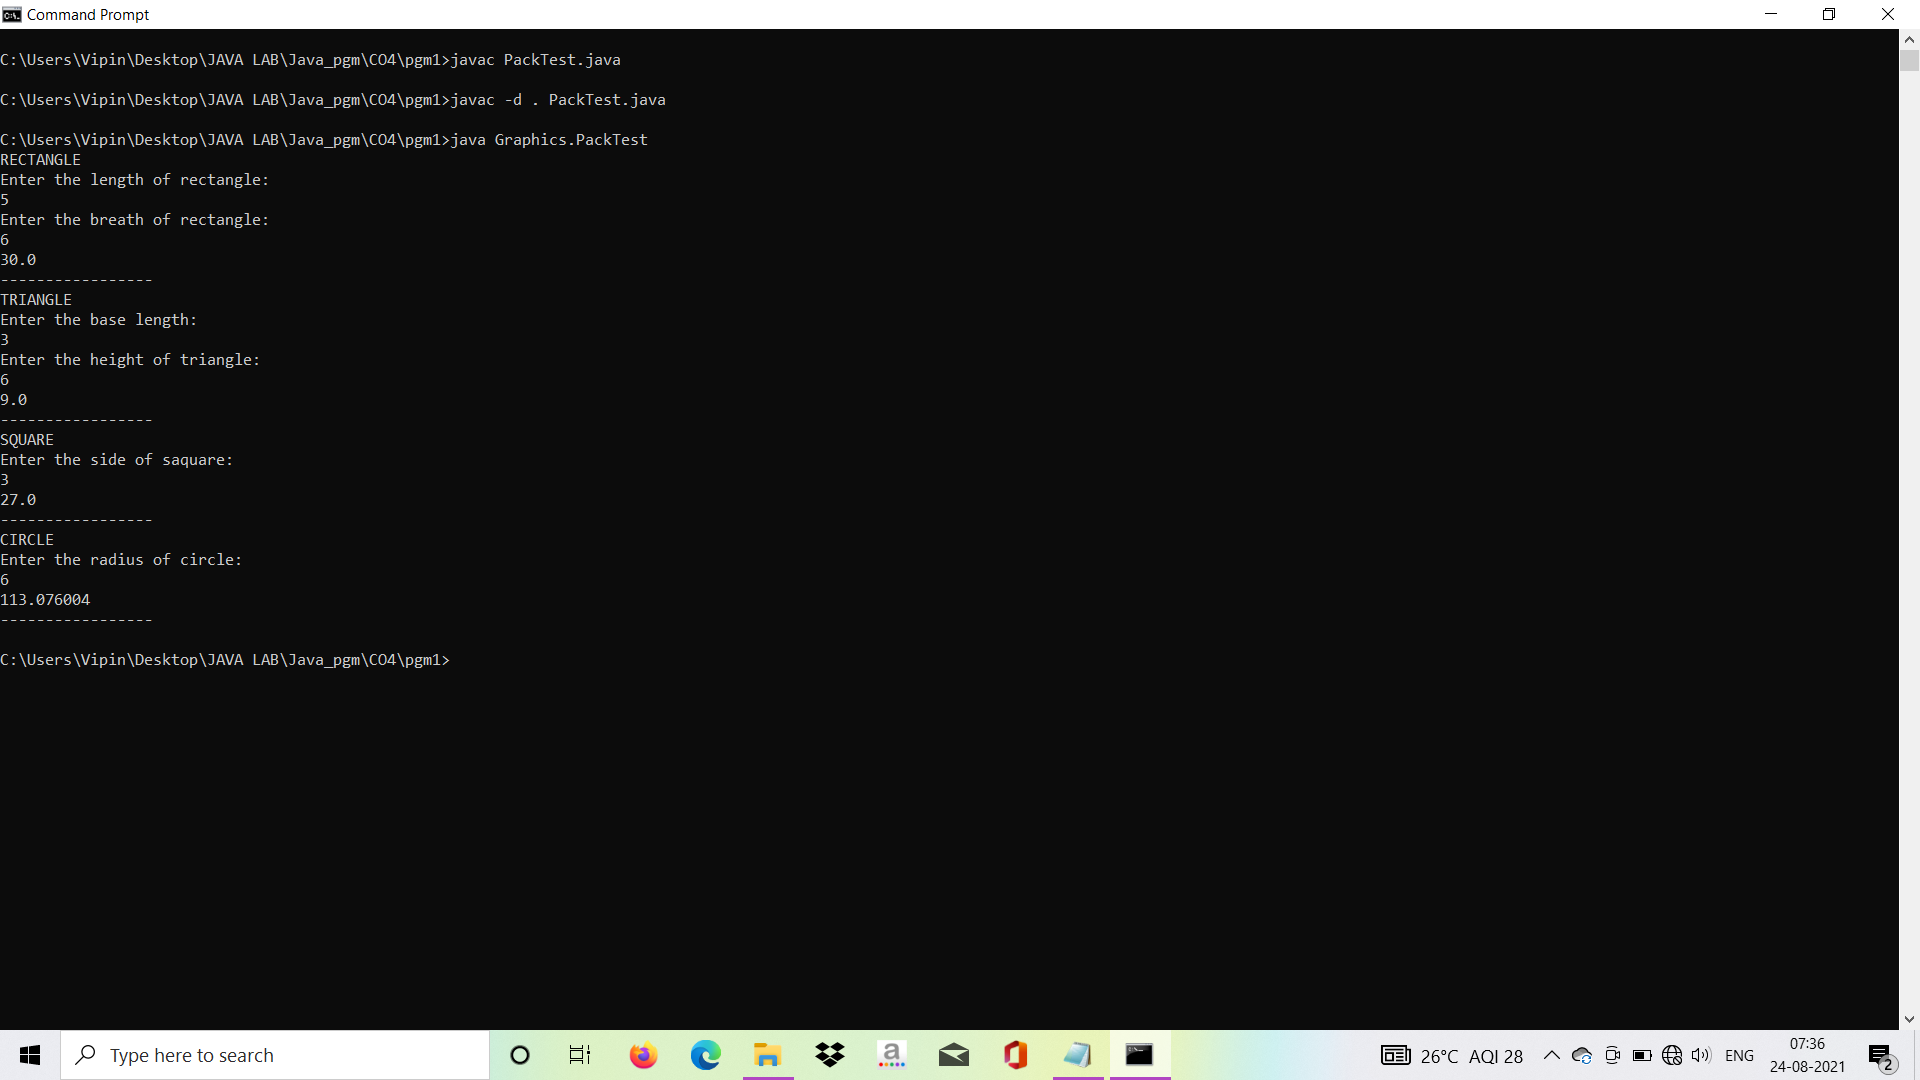 Command Prompt
C:\Users\Vipin\Desktop\JAVA LAB\Java_pgm\CO4\pgm1>javac PackTest.java
C:\Users\Vipin\Desktop\JAVA LAB\Java_pgm\CO4\pgm1>javac -d . PackTest.java
C:\Users\Vipin\Desktop\JAVA LAB\Java_pgm\CO4\pgm1>java Graphics.PackTest
RECTANGLE
Enter the length of rectangle:
5
Enter the breath of rectangle:
6
30.0
-----------------
TRIANGLE
Enter the base length:
3
Enter the height of triangle:
6
9.0
-----------------
SQUARE
Enter the side of saquare:
3
27.0
-----------------
CIRCLE
Enter the radius of circle:
6
113.076004
-----------------
C:\Users\Vipin\Desktop\JAVA LAB\Java_pgm\CO4\pgm1>
Type here to search
26°C AQI 28
ENG
07:36
24-08-2021
2